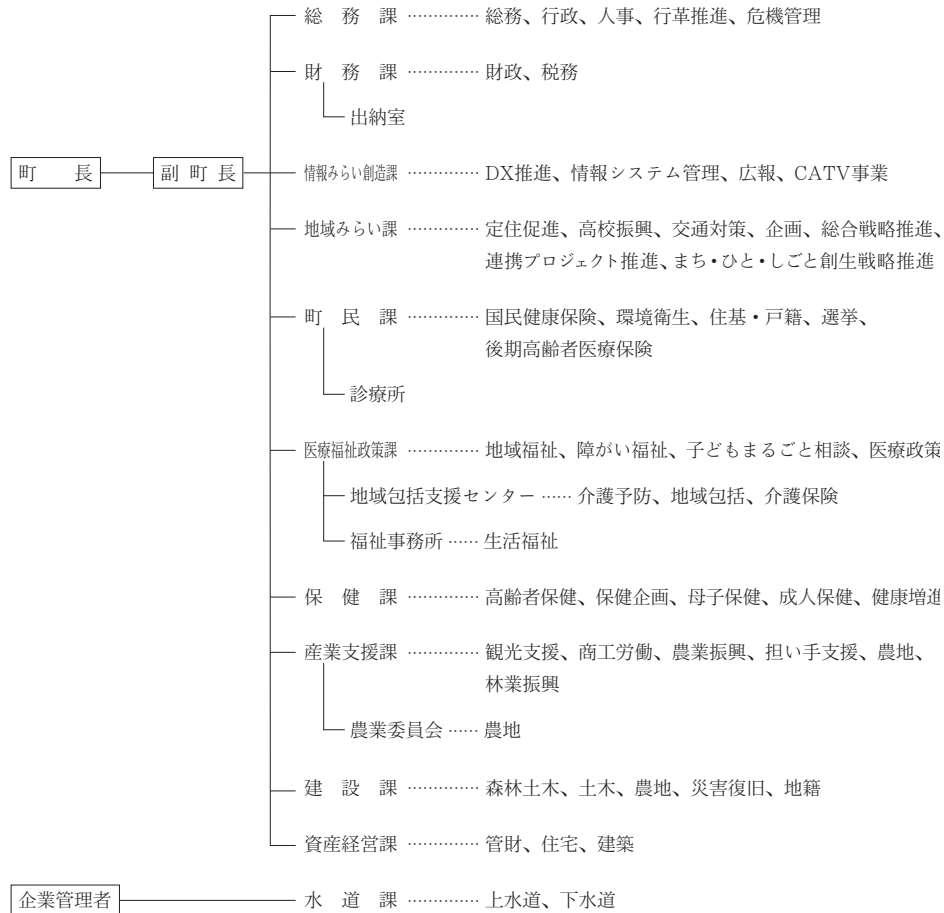 総務課 ………… 総務、行政、人事、行革推進、危機管理
財務課 ………… 財政、税務
出納室
町長 副町長 情報みらい創造課 ………… DX推進、情報システム管理、広報、CATV事業
地域みらい課 ………… 定住促進、高校振興、交通対策、企画、総合戦略推進、
連携プロジェクト推進、まち・ひと・しごと創生戦略推進
町民課 ………… 国民健康保険、環境衛生、住基・戸籍、選挙、
後期高齢者医療保険
診療所
医療福祉政策課 ………… 地域福祉、障がい福祉、子どもまるごと相談、医療政策
地域包括支援センター …… 介護予防、地域包括、介護保険
福祉事務所 …… 生活福祉
保健課 ………… 高齢者保健、保健企画、母子保健、成人保健、健康増進
産業支援課 ………… 観光支援、商工労働、農業振興、担い手支援、農地、
林業振興
農業委員会 …… 農地
建設課 ………… 森林土木、土木、農地、災害復旧、地籍
資産経営課 ………… 管財、住宅、建築
企業管理者 水道課 ………… 上水道、下水道